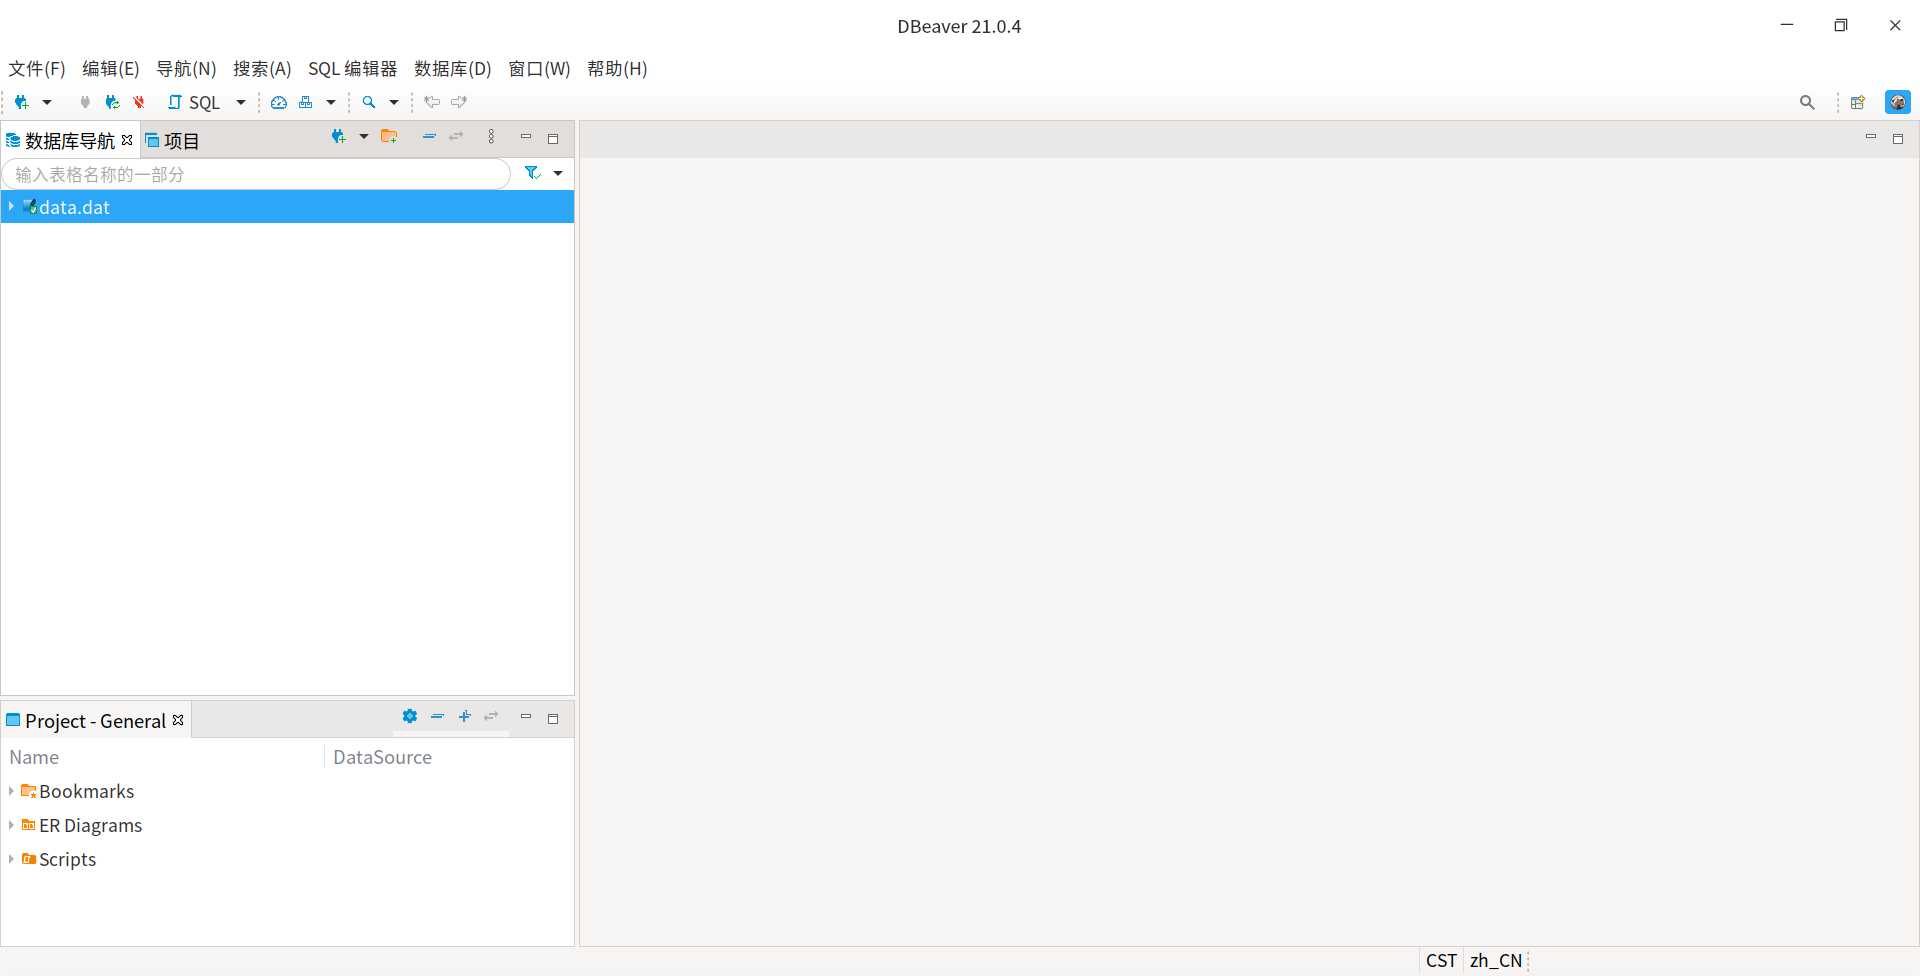 DBeaver 21.0.4
文件(F) 编辑(E) 导航(N) 搜索(A) SQL 编辑器 数据库(D) 窗口(W) 帮助(H)
SQL
数据库导航 项目
输入表格名称的一部分
data.dat
Project - General
Name DataSource
Bookmarks
ER Diagrams
Scripts
CST zh_CN